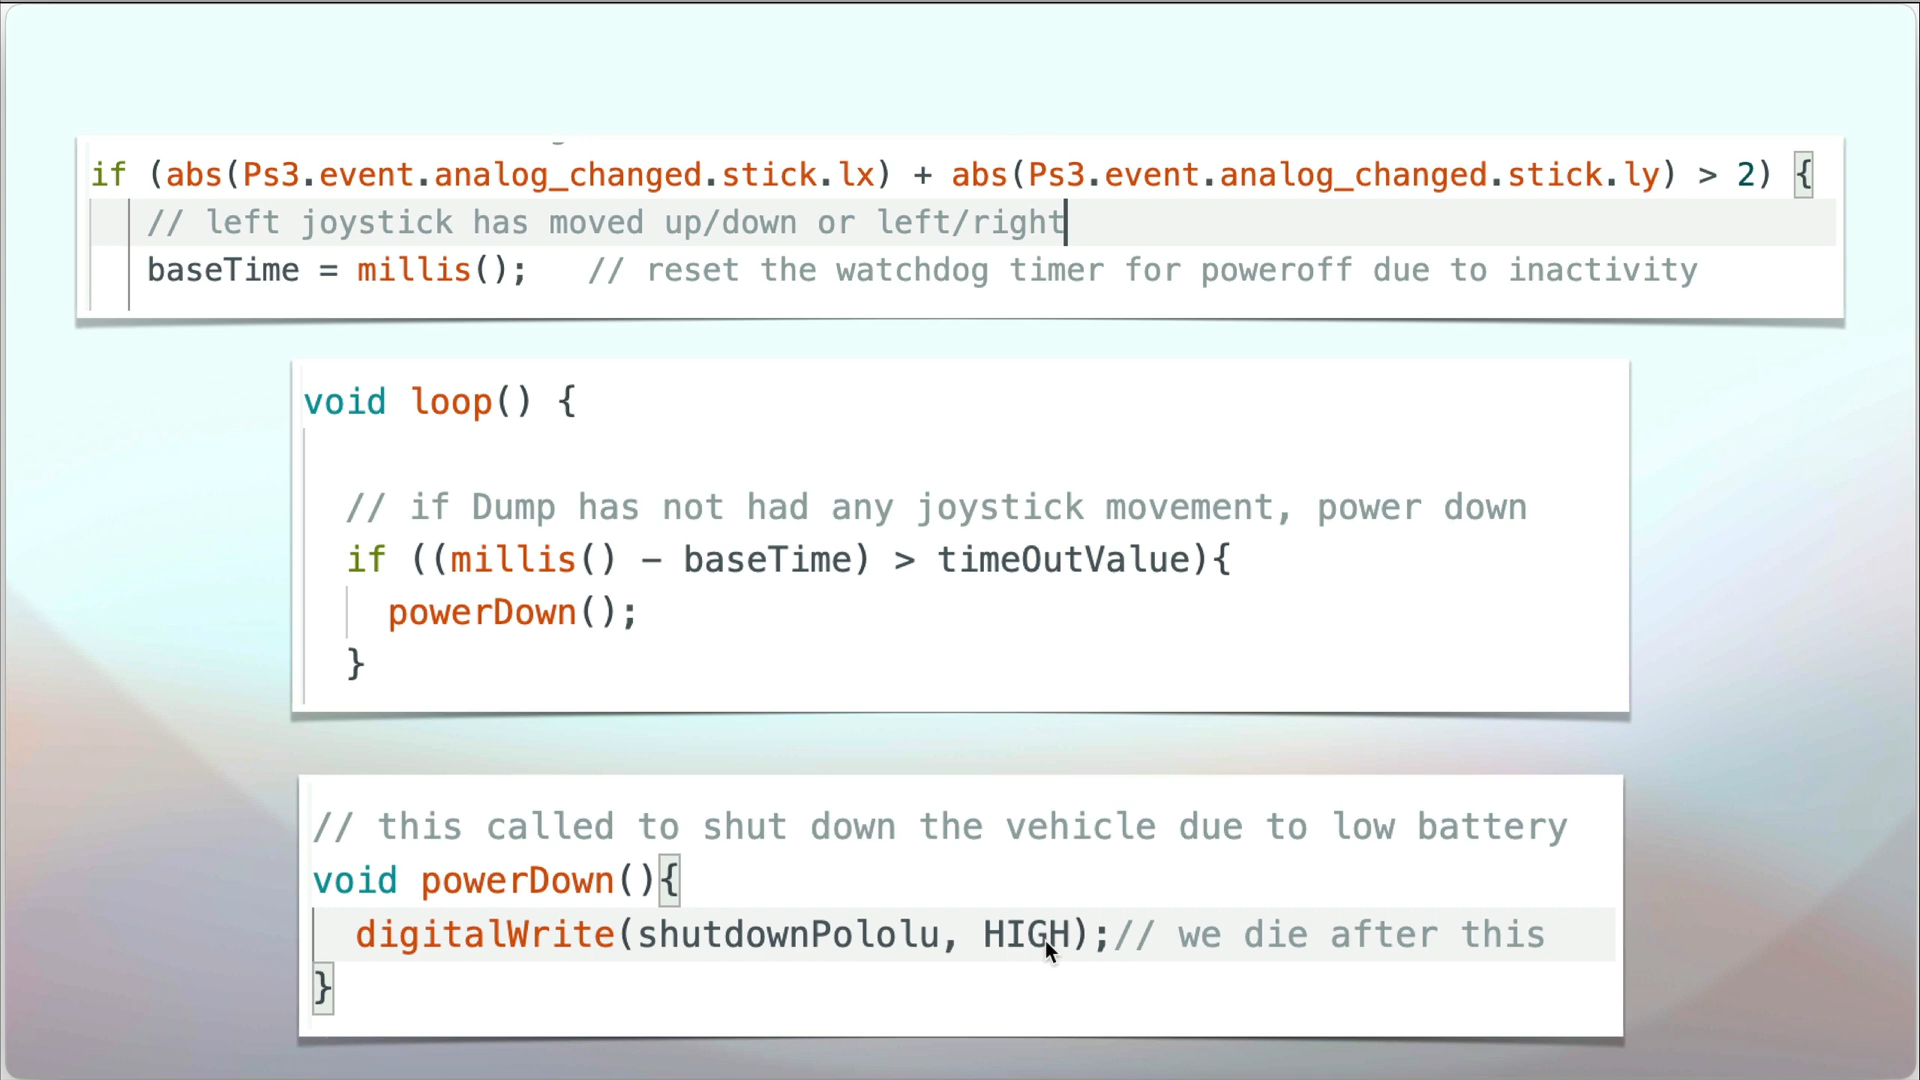 if (abs(Ps3.event.analog_changed.stick.lx) + abs(Ps3.event.analog_changed.stick.ly) > 2) {
// left joystick has moved up/down or left/right
baseTime = millis();   // reset the watchdog timer for poweroff due to inactivity
void loop() {
// if Dump has not had any joystick movement, power down
if ((millis() – baseTime) > timeOutValue){
powerDown();
}
// this called to shut down the vehicle due to low battery
void powerDown(){
digitalWrite(shutdownPololu, HIGH);// we die after this
}